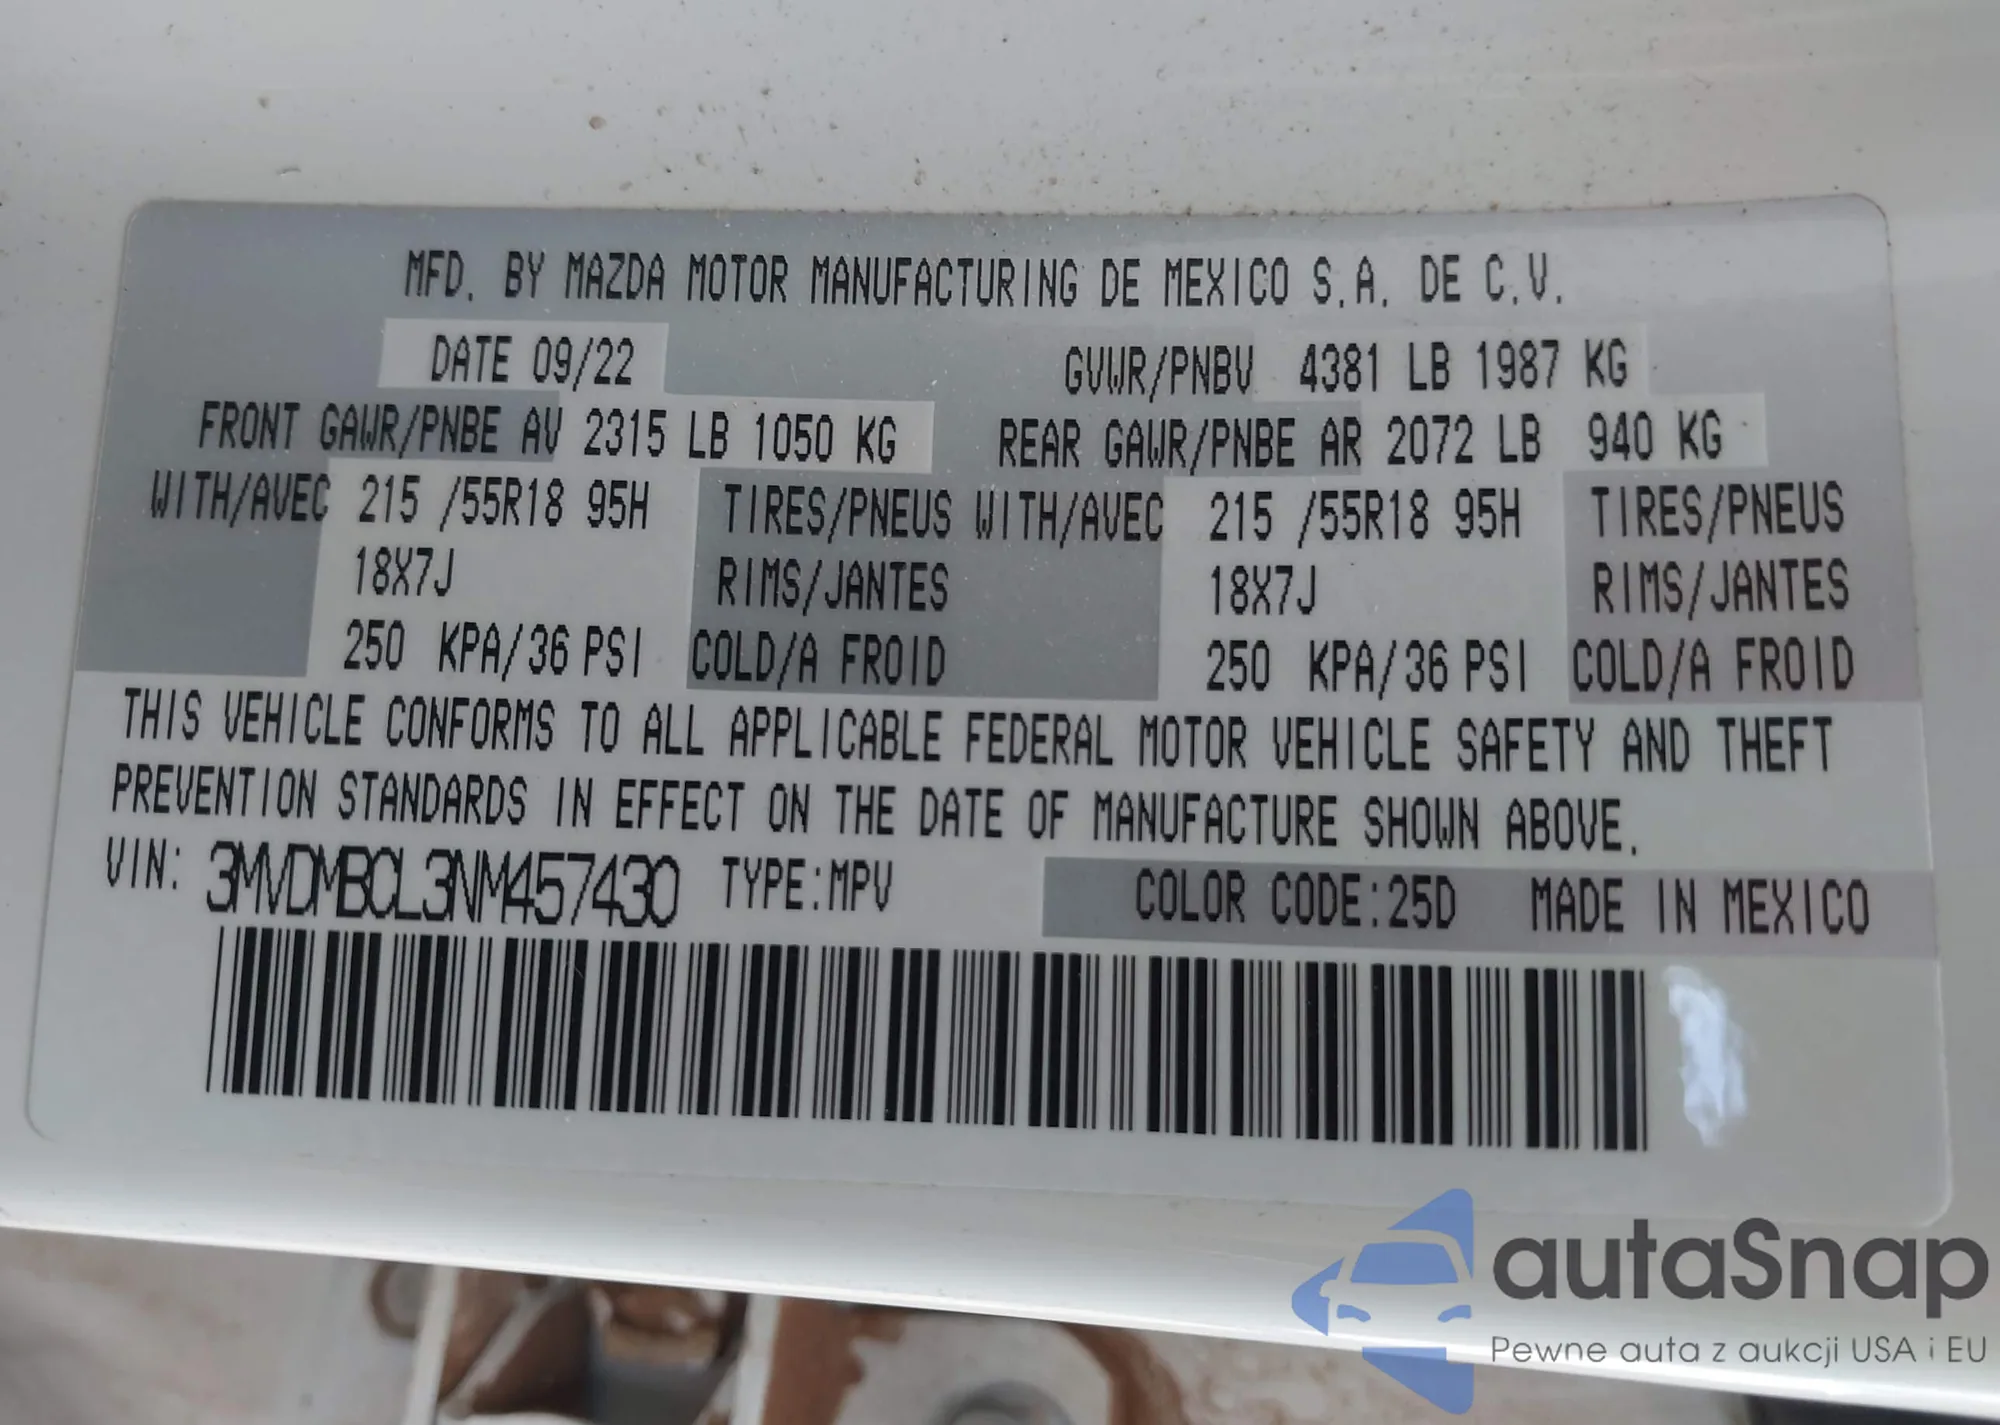 MFD. BY MAZDA MOTOR MANUFACTURING DE MEXICO S.A. DE C.V.
DATE 09/22 GVWR/PNBV 4381 LB 1987 KG
FRONT GAWR/PNBE AV 2315 LB 1050 KG REAR GAWR/PNBE AR 2072 LB 940 KG
WITH/AVEC 215 /55R18 95H TIRES/PNEUS WITH/AVEC 215 /55R18 95H TIRES/PNEUS
18X7J RIMS/JANTES 18X7J RIMS/JANTES
250 KPA/36 PSI COLD/A FROID 250 KPA/36 PSI COLD/A FROID
THIS VEHICLE CONFORMS TO ALL APPLICABLE FEDERAL MOTOR VEHICLE SAFETY AND THEFT
PREVENTION STANDARDS IN EFFECT ON THE DATE OF MANUFACTURE SHOWN ABOVE.
VIN: 3MVDMBCL3NM457430 TYPE:MPV COLOR CODE:25D MADE IN MEXICO
autaSnap
Pewne auta z aukcji USA i EU